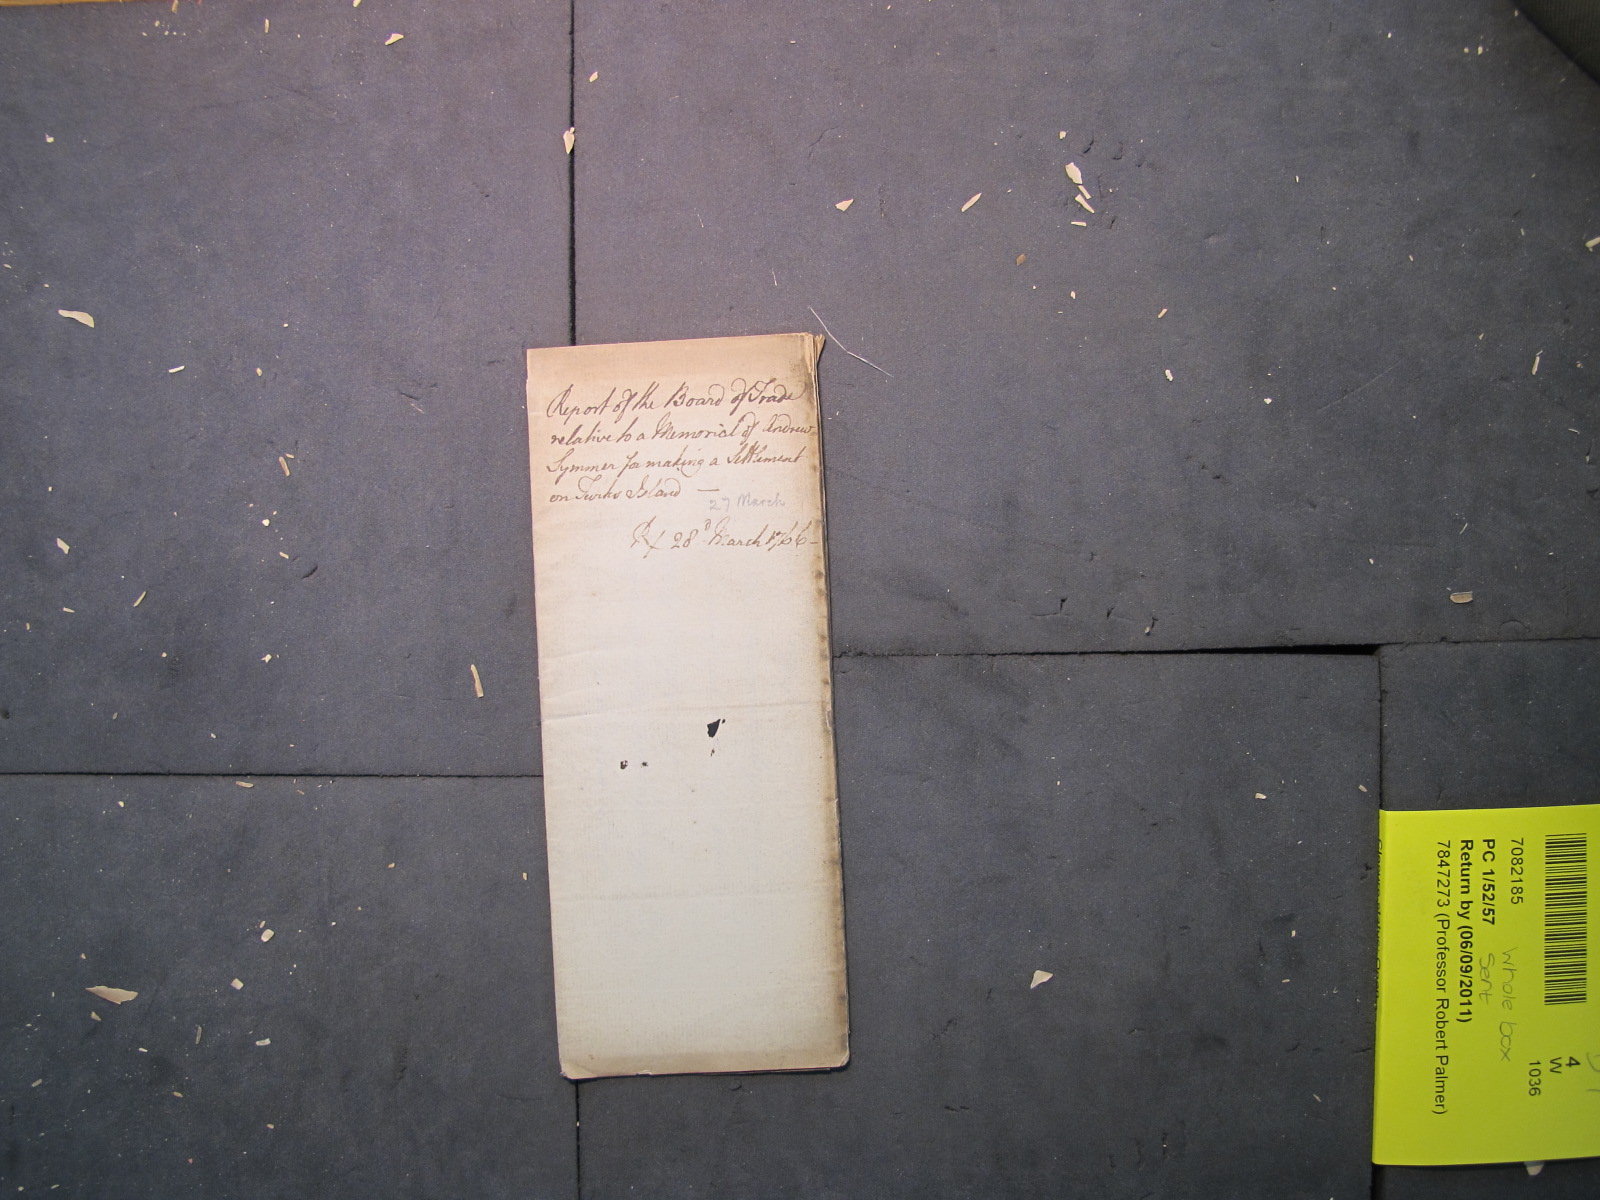 Report of the Board of Trade
relative to a Memorial of Andrew
Symmer for making a Settlement
on Turks Island —
27 March
Rx 28 March 1766 –
7082185
PC 1/52/57
Return by (06/09/2011)
7847273 (Professor Robert Palmer)
whole box
sent
4
W
1036